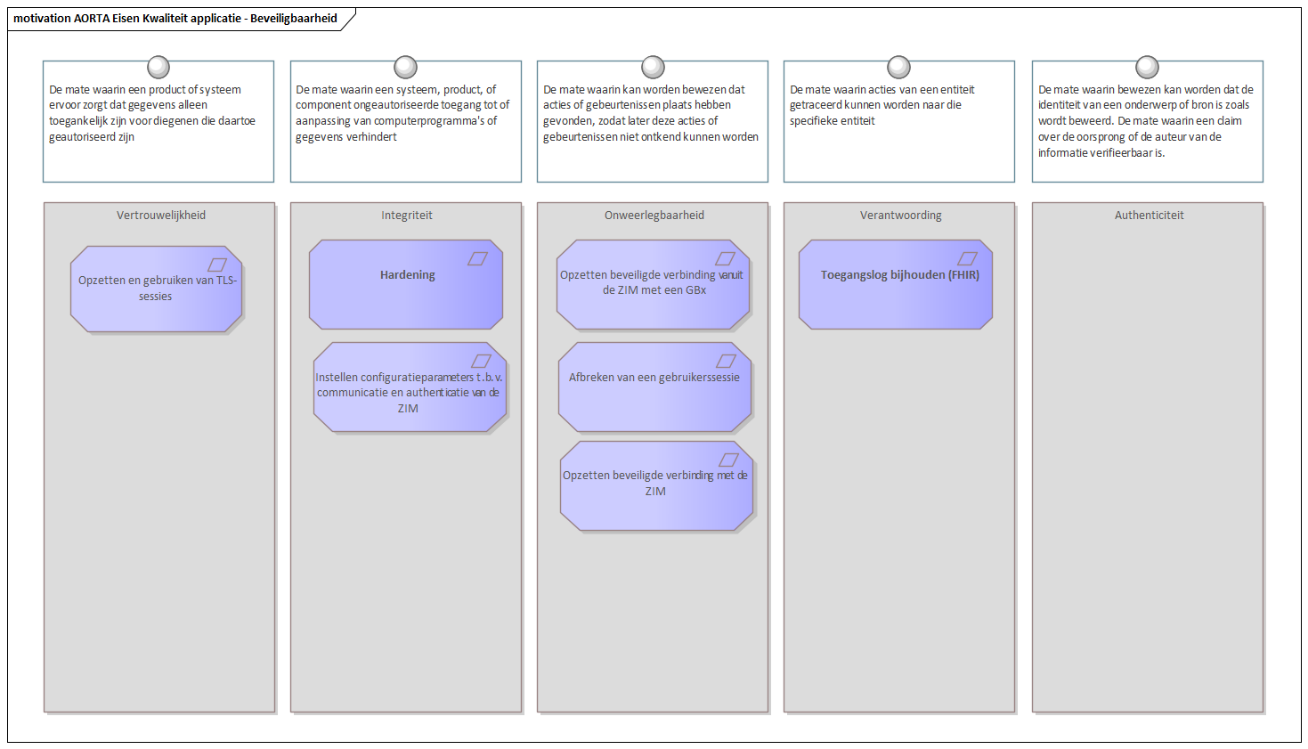 motivation AORTA Eisen Kwaliteit applicatie - Beveiligbaarheid
De mate waarin een product of systeem
ervoor zorgt dat gegevens alleen
toegankelijk zijn voor diegenen die daartoe
geautoriseerd zijn
De mate waarin een systeem, product, of
component ongeautoriseerde toegang tot of
aanpassing van computerprogramma's of
gegevens verhindert
De mate waarin kan worden bewezen dat
acties of gebeurtenissen plaats hebben
gevonden, zodat later deze acties of
gebeurtenissen niet ontkend kunnen worden
De mate waarin acties van een entiteit
getraceerd kunnen worden naar die
specifieke entiteit
De mate waarin bewezen kan worden dat de
identiteit van een onderwerp of bron is zoals
wordt beweerd. De mate waarin een claim
over de oorsprong of de auteur van de
informatie verifieerbaar is.
Vertrouwelijkheid
Opzetten en gebruiken van TLS-
sessies
Integriteit
Hardening
Instellen configuratieparameters t.b.v.
communicatie en authenticatie van de
ZIM
Onweerlegbaarheid
Opzetten beveiligde verbinding vanuit
de ZIM met een GBx
Afbreken van een gebruikerssessie
Opzetten beveiligde verbinding met de
ZIM
Verantwoording
Toegangslog bijhouden (FHIR)
Authenticiteit